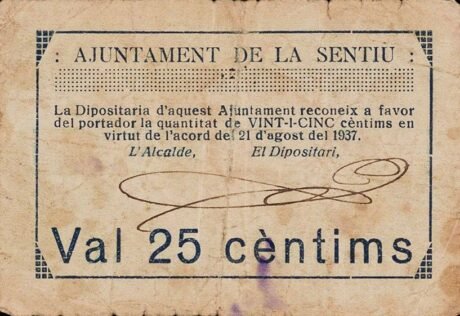 : AJUNTAMENT DE LA SENTIU :
La Dipositaria d'aquest Ajuntament reconeix a favor
del portador la quantitat de VINT-I-CINC cèntims en
virtut de l'acord del 21 d'agost del 1937.
L'Alcalde, El Dipositari,
Val 25 cèntims